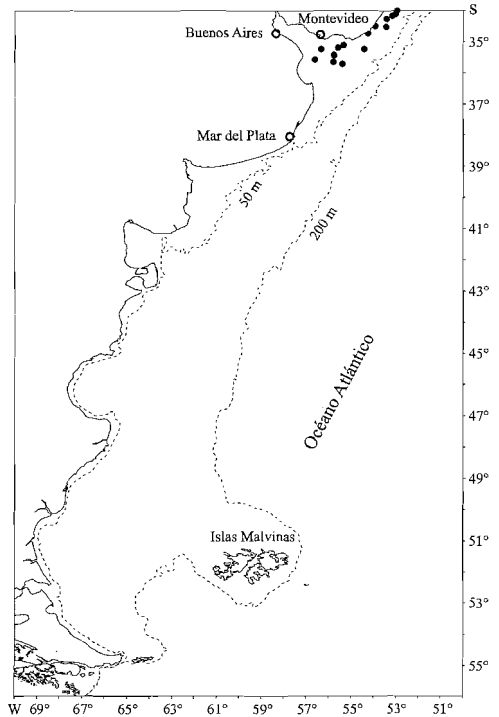 S
Montevideo
Buenos Aires
35°
37°
Mar del Plata
39°
50 m
200 m
41°
43°
45°
Océano Atlántico
47°
49°
Islas Malvinas
51°
53°
55°
W 69° 67° 65° 63° 61° 59° 57° 55° 53° 51°